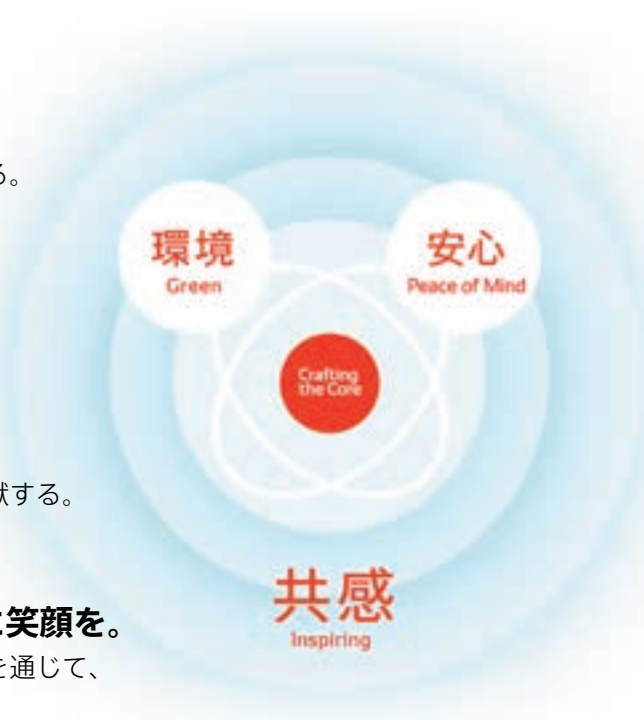 る。
環境
Green
安心
Peace of Mind
Crafting
the Core
献する。
共感
Inspiring
笑顔を。
を通じて、